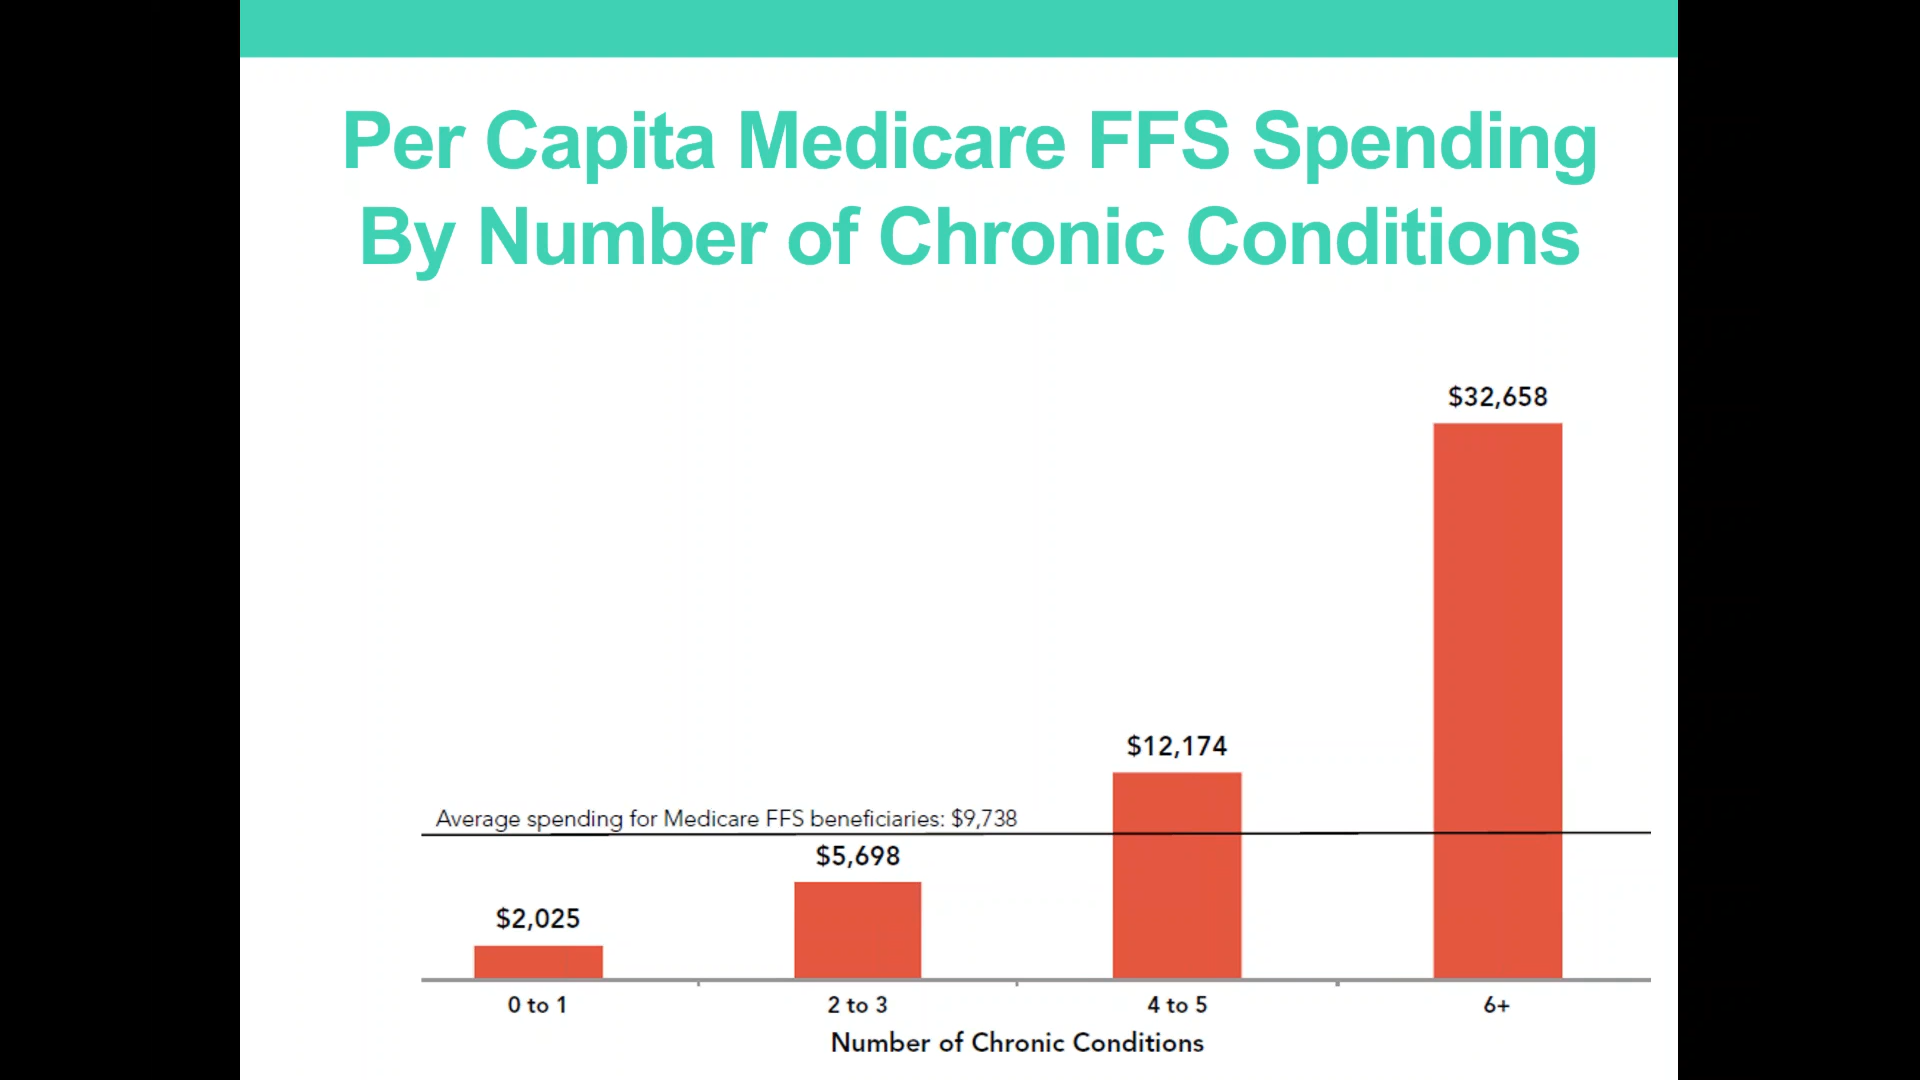 Per Capita Medicare FFS Spending
By Number of Chronic Conditions
$32,658
$12,174
Average spending for Medicare FFS beneficiaries: $9,738
$5,698
$2,025
0 to 1
2 to 3
4 to 5
6+
Number of Chronic Conditions